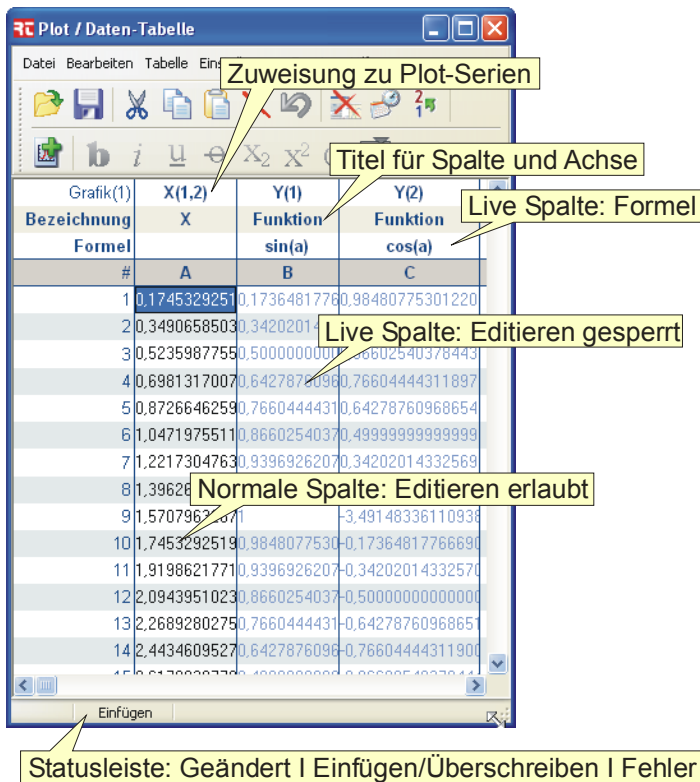 Plot / Daten-Tabelle
Datei Bearbeiten Tabelle
Zuweisung zu Plot-Serien
b i u X₂ X²
Titel für Spalte und Achse
Grafik(1) X(1,2) Y(1) Y(2)
Live Spalte: Formel
Bezeichnung X Funktion Funktion
Formel sin(a) cos(a)
# A B C
1 0,1745329251 0,1736481776 0,98480775301220
2 0,3490658503
Live Spalte: Editieren gesperrt
3 0,5235987755 0,5000000000
4 0,6981317007 0,6427876096 0,76604444311897
5 0,8726646259 0,7660444431 0,64278760968654
6 1,0471975511 0,8660254037 0,49999999999999
7 1,2217304763 0,9396926207 0,34202014332569
8
Normale Spalte: Editieren erlaubt
9 1 -3,49148336110938
10 1,7453292519 0,9848077530 -0,17364817766690
11 1,9198621771 0,9396926207 -0,34202014332570
12 2,0943951023 0,8660254037 -0,50000000000000
13 2,2689280275 0,7660444431 -0,64278760968651
14 2,4434609527 0,6427876096 -0,76604444311900
Einfügen
Statusleiste: Geändert I Einfügen/Überschreiben I Fehler